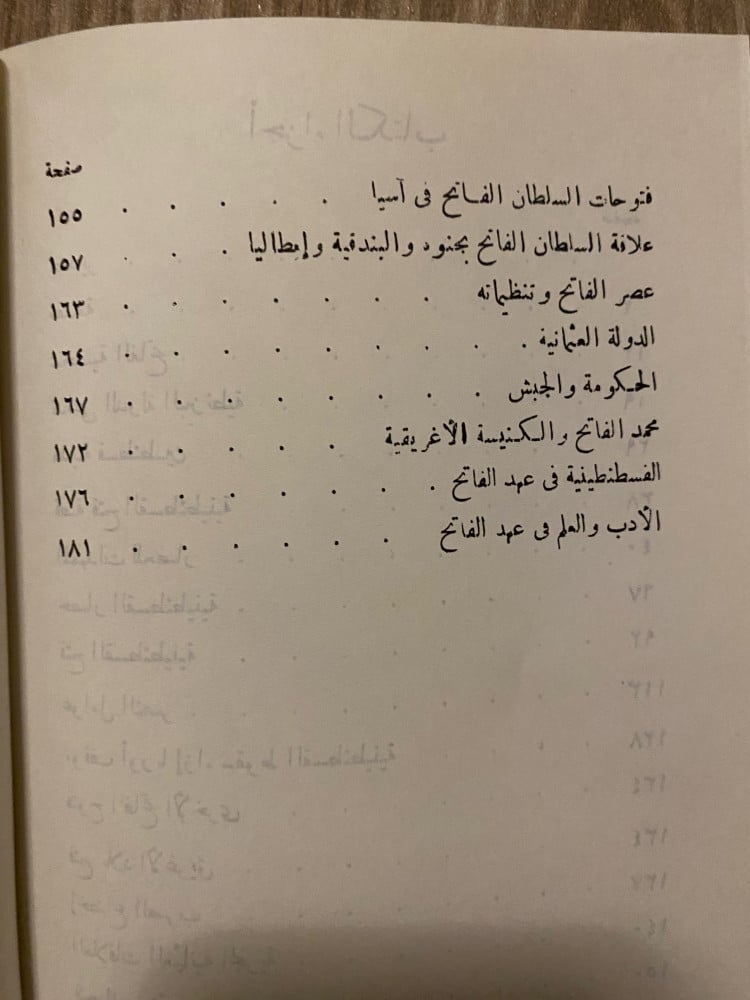 صفحة
فتوحات السلطان الفاتح فى آسيا . . . . . ١٥٥
علاقة السلطان الفاتح بجنوه والبندقية وإيطاليا . . . ١٥٧
عصر الفاتح وتنظيماته . . . . . . . ١٦٣
الدولة العثمانية . . . . . . . . ١٦٤
الحكومة والجيش . . . . . . . . ١٦٧
محمد الفاتح والكنيسة الأغريقية . . . . . ١٧٢
القسطنطينية فى عهد الفاتح . . . . . . ١٧٦
الأدب والعلم فى عهد الفاتح . . . . . . ١٨١